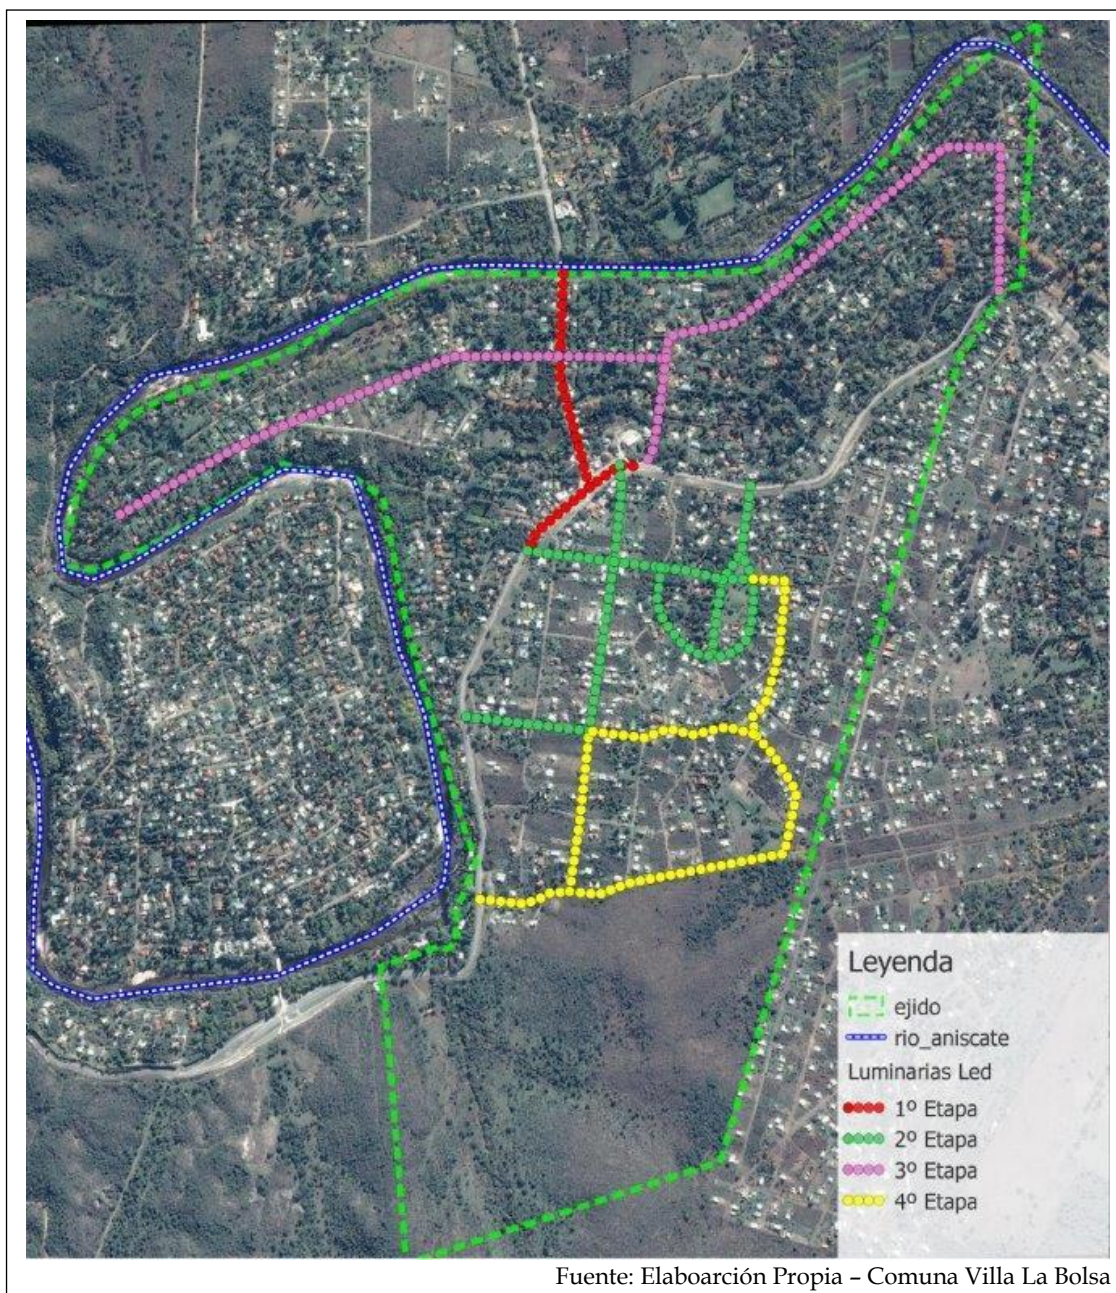 Leyenda
ejido
rio_aniscate
Luminarias Led
1º Etapa
2º Etapa
3º Etapa
4º Etapa
Fuente: Elaboarción Propia – Comuna Villa La Bolsa